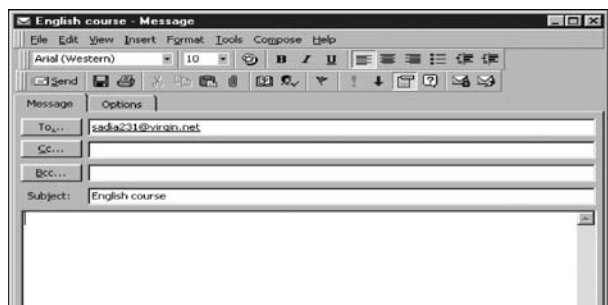 English course - Message
File Edit View Insert Format Tools Compose Help
Arial (Western) 10 B I U
Send
Message Options
To...
sadia231@virgin.net
Cc...
Bcc...
Subject: English course